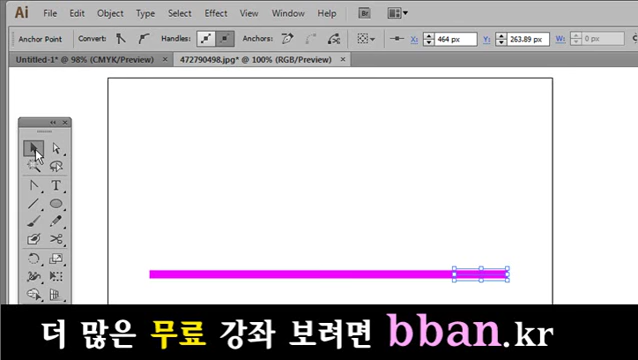 Ai File Edit Object Type Select Effect View Window Help Br
Anchor Point Convert: Handles: Anchors: X: 464 px Y: 263.89 px W: 0 px
Untitled-1* @ 98% (CMYK/Preview) × 472790498.jpg* @ 100% (RGB/Preview) ×
T
더 많은 무료 강좌 보려면 bban.kr